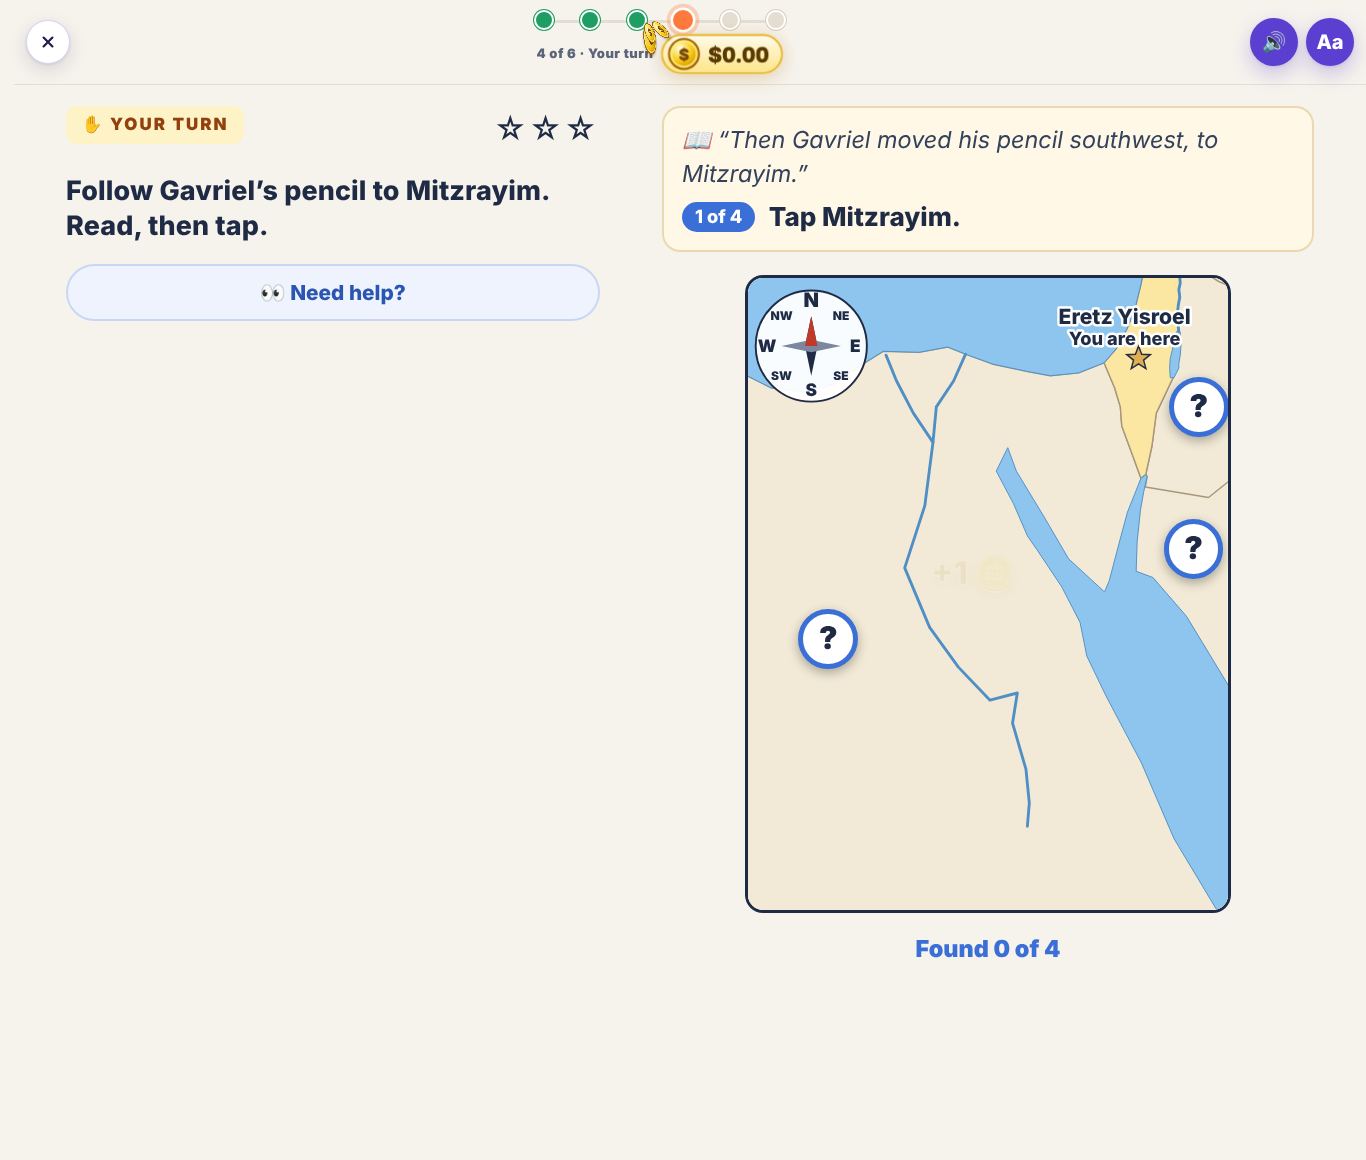 4 of 6 · Your turn
$0.00
Aa
YOUR TURN
Follow Gavriel’s pencil to Mitzrayim.
Read, then tap.
Need help?
“Then Gavriel moved his pencil southwest, to
Mitzrayim.”
1 of 4 Tap Mitzrayim.
N
NW NE
W E
SW SE
S
Eretz Yisroel
You are here
?
?
+1
?
Found 0 of 4